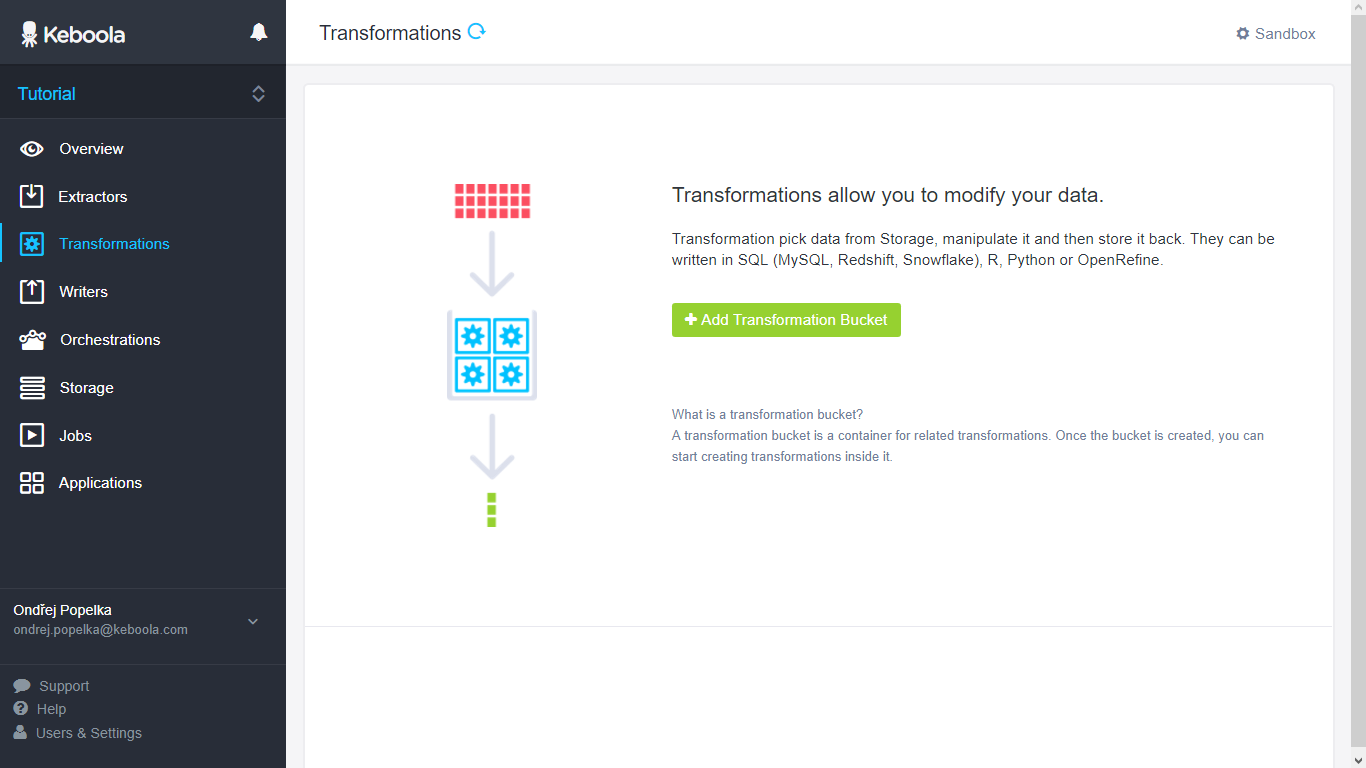 Keboola
Tutorial
Overview
Extractors
Transformations
Writers
Orchestrations
Storage
Jobs
Applications
Ondřej Popelka
ondrej.popelka@keboola.com
Support
Help
Users & Settings
Transformations
Sandbox
Transformations allow you to modify your data.
Transformation pick data from Storage, manipulate it and then store it back. They can be
written in SQL (MySQL, Redshift, Snowflake), R, Python or OpenRefine.
Add Transformation Bucket
What is a transformation bucket?
A transformation bucket is a container for related transformations. Once the bucket is created, you can
start creating transformations inside it.